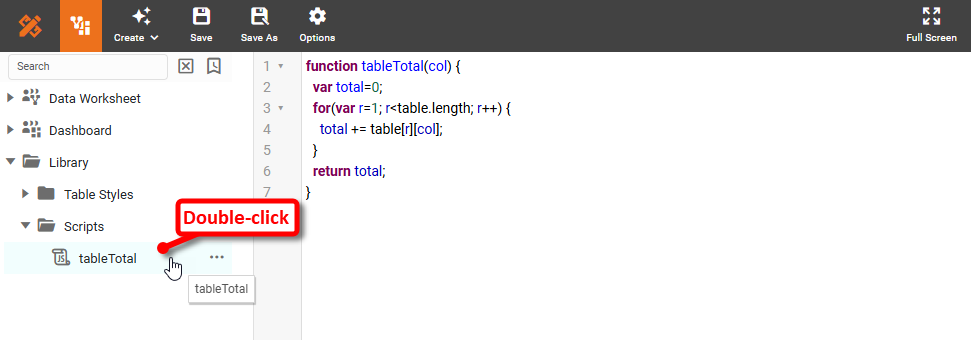 Create
Save
Save As
Options
Full Screen
Search
Data Worksheet
Dashboard
Library
Table Styles
Scripts
tableTotal
tableTotal
Double-click
1 function tableTotal(col) {
2 var total=0;
3 for(var r=1; r<table.length; r++) {
4 total += table[r][col];
5 }
6 return total;
7 }